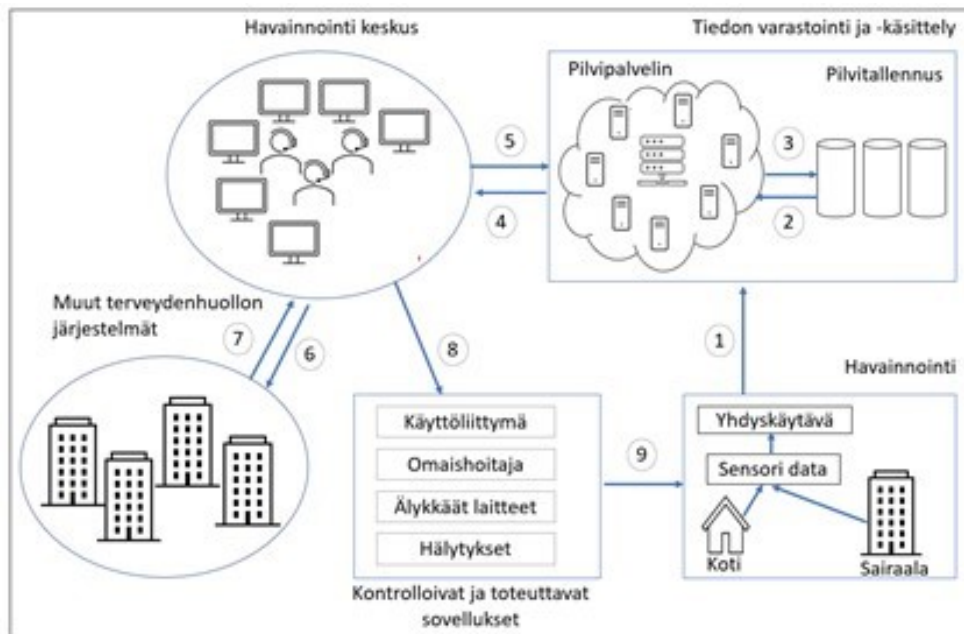 Havainnointi keskus
Tiedon varastointi ja -käsittely
Pilvipalvelin
Pilvitallennus
5
4
3
2
Muut terveydenhuollon
järjestelmät
7
6
8
1
Havainnointi
Käyttöliittymä
Omaishoitaja
Älykkäät laitteet
Hälytykset
9
Yhdyskäytävä
Sensori data
Koti
Sairaala
Kontrolloivat ja toteuttavat
sovellukset